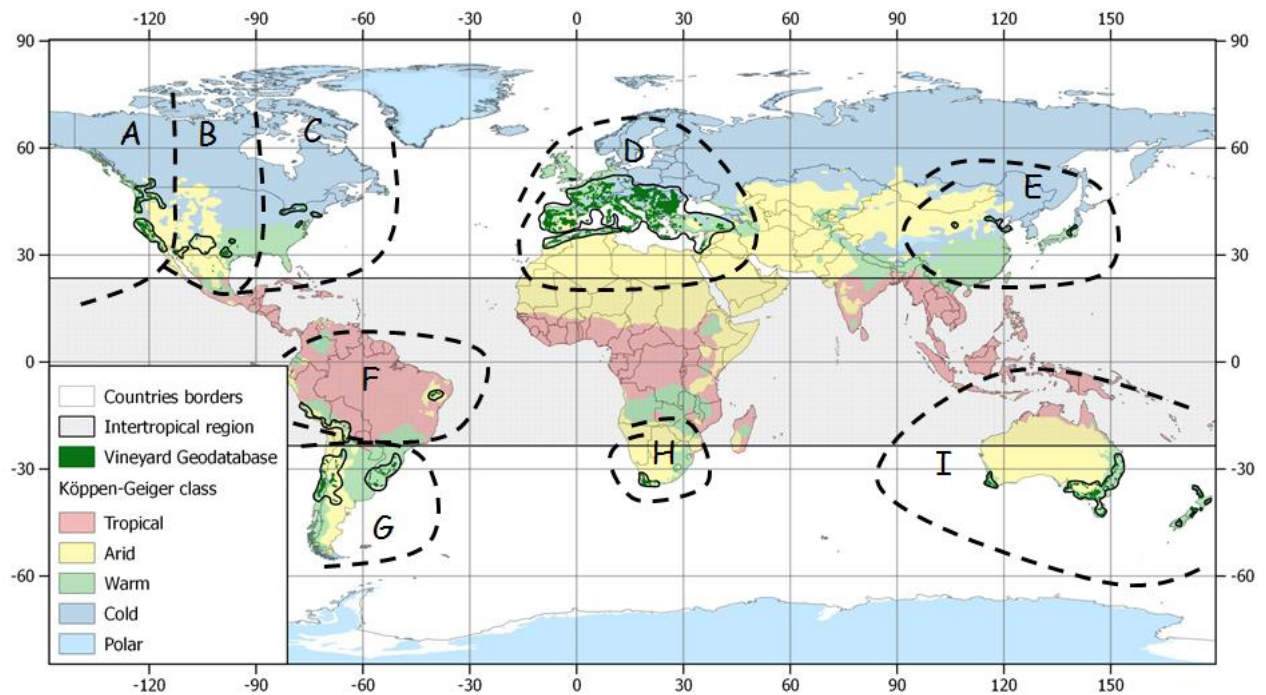 -120 -90 -60 -30 0 30 60 90 120 150
90 90
A B C D
60 60
E
30 30
0 0
F
Countries borders
Intertropical region
Vineyard Geodatabase
Köppen-Geiger class
Tropical
Arid
Warm
Cold
Polar
H
I
-30 -30
G
-60 -60
-120 -90 -60 -30 0 30 60 90 120 150